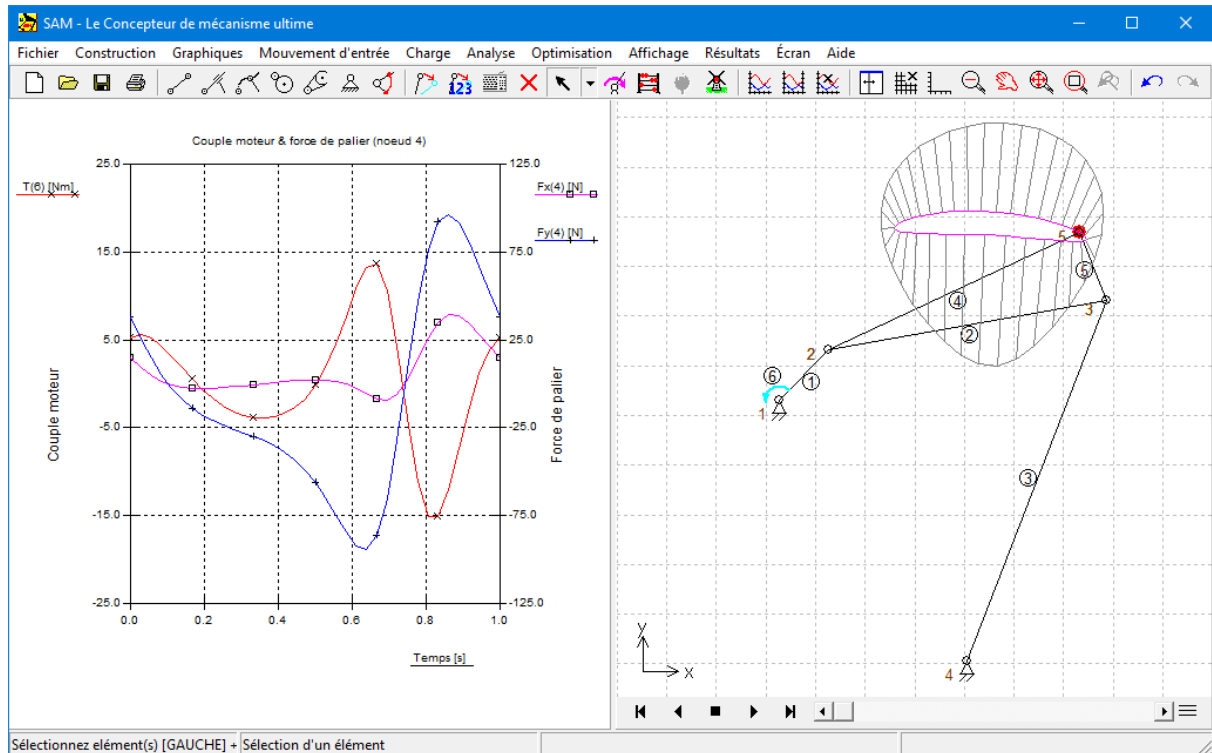 SAM - Le Concepteur de mécanisme ultime
Fichier Construction Graphiques Mouvement d'entrée Charge Analyse Optimisation Affichage Résultats Écran Aide
123
Couple moteur & force de palier (noeud 4)
25.0 125.0
T(6) [Nm] Fx(4) [N]
Fy(4) [N]
15.0 75.0
5.0 25.0
Couple moteur
Force de palier
-5.0 -25.0
-15.0 -75.0
-25.0 -125.0
0.0 0.2 0.4 0.6 0.8 1.0
Temps [s]
5
5
4
3
2
2
6
1
1
3
y
x
4
Sélectionnez elément(s) [GAUCHE] + Sélection d'un élément